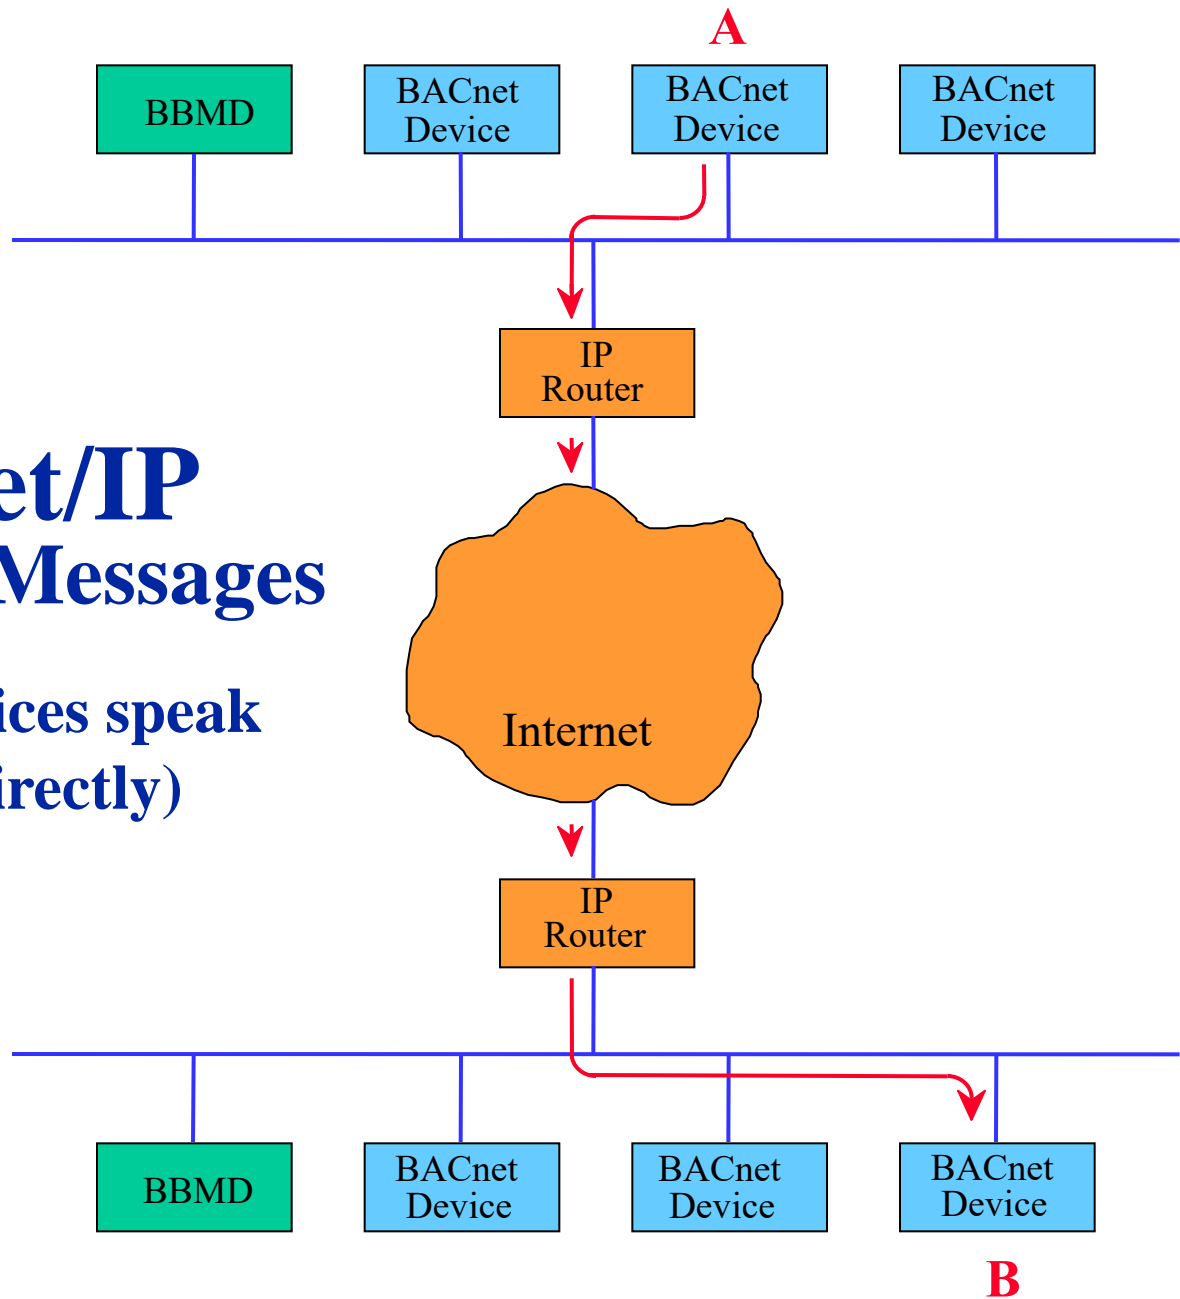 A
BBMD
BACnet
Device
BACnet
Device
BACnet
Device
IP
Router
et/IP
Messages
ices speak
irectly)
Internet
IP
Router
BBMD
BACnet
Device
BACnet
Device
BACnet
Device
B